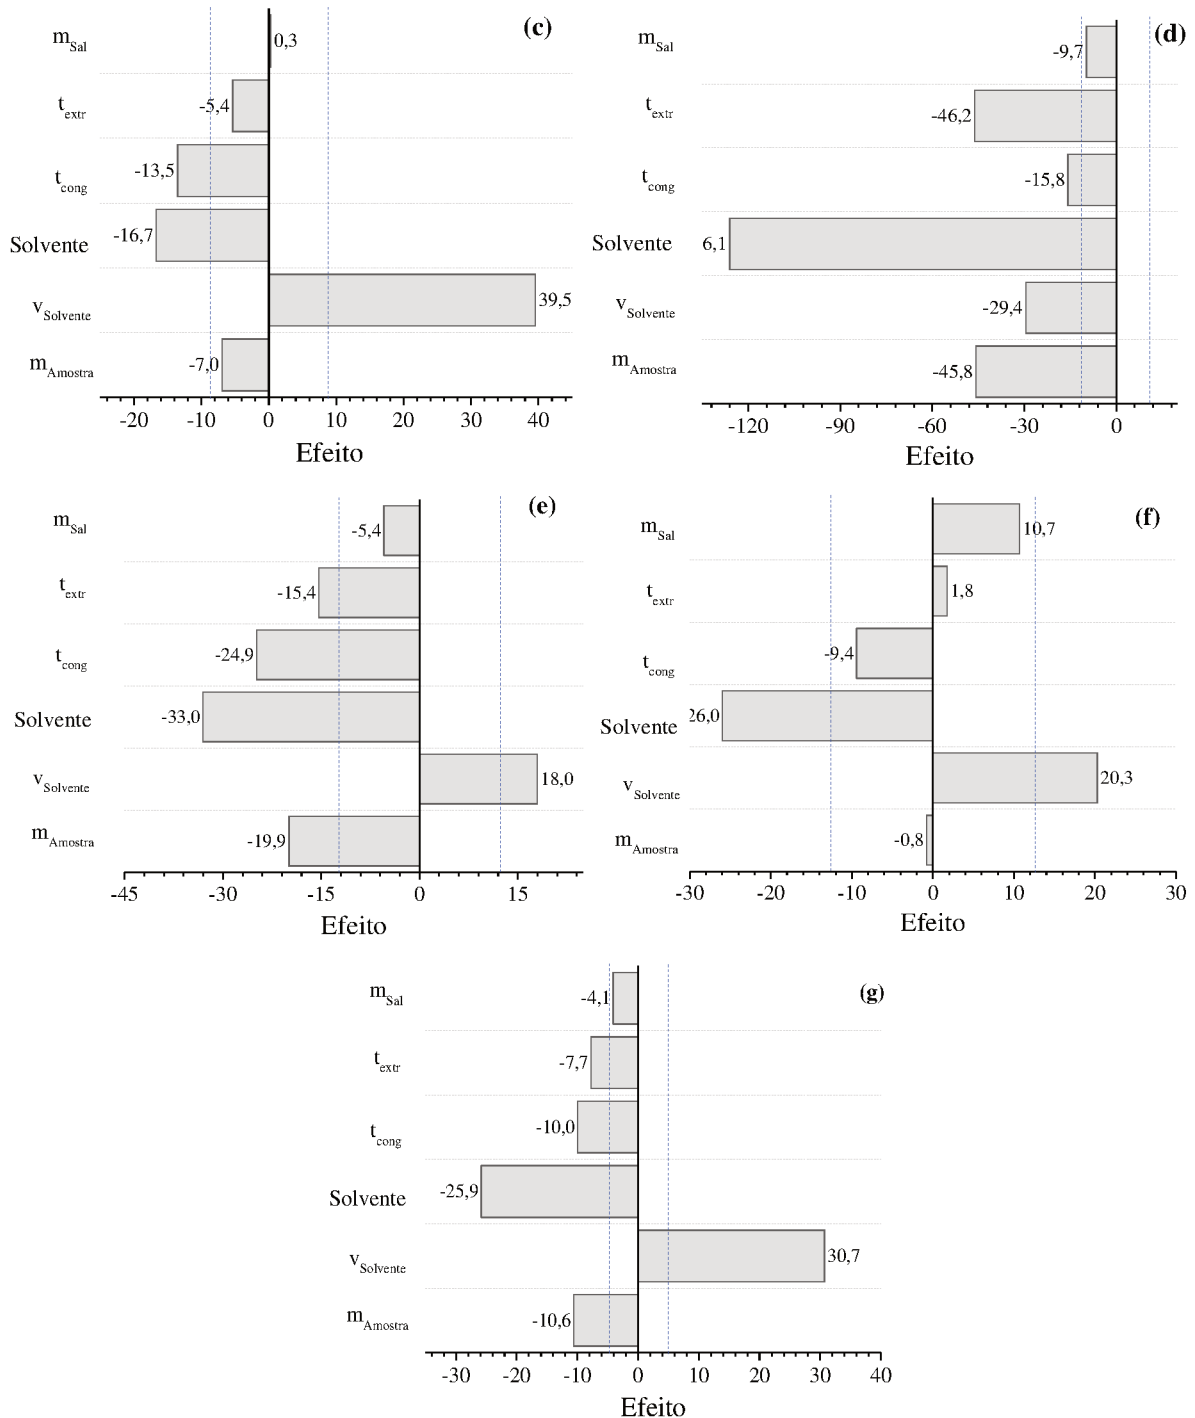 (c)
m_Sal 0,3
t_extr -5,4
t_cong -13,5
Solvente -16,7
v_Solvente 39,5
m_Amostra -7,0
-20 -10 0 10 20 30 40
Efeito
(d)
m_Sal -9,7
t_extr -46,2
t_cong -15,8
Solvente 6,1
v_Solvente -29,4
m_Amostra -45,8
-120 -90 -60 -30 0
Efeito
(e)
m_Sal -5,4
t_extr -15,4
t_cong -24,9
Solvente -33,0
v_Solvente 18,0
m_Amostra -19,9
-45 -30 -15 0 15
Efeito
(f)
m_Sal 10,7
t_extr 1,8
t_cong -9,4
Solvente 26,0
v_Solvente 20,3
m_Amostra -0,8
-30 -20 -10 0 10 20 30
Efeito
(g)
m_Sal -4,1
t_extr -7,7
t_cong -10,0
Solvente -25,9
v_Solvente 30,7
m_Amostra -10,6
-30 -20 -10 0 10 20 30 40
Efeito